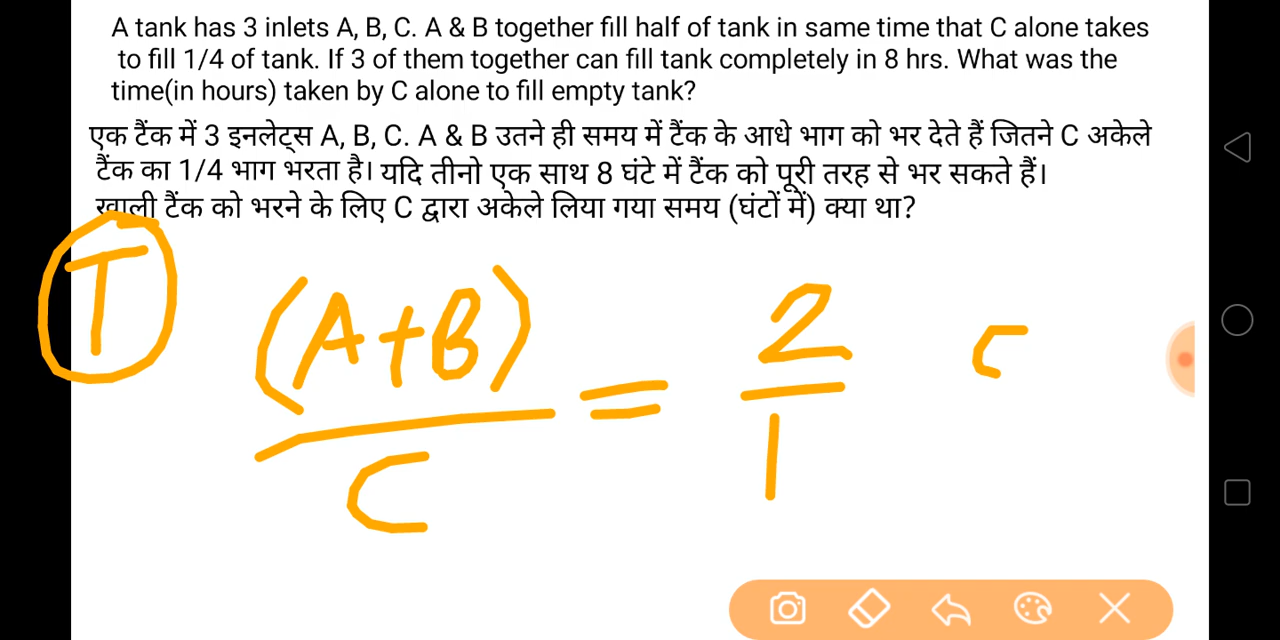 A tank has 3 inlets A, B, C. A & B together fill half of tank in same time that C alone takes
to fill 1/4 of tank. If 3 of them together can fill tank completely in 8 hrs. What was the
time(in hours) taken by C alone to fill empty tank?
एक टैंक में 3 इनलेट्स A, B, C. A & B उतने ही समय में टैंक के आधे भाग को भर देते हैं जितने C अकेले
टैंक का 1/4 भाग भरता है। यदि तीनो एक साथ 8 घंटे में टैंक को पूरी तरह से भर सकते हैं।
खाली टैंक को भरने के लिए C द्वारा अकेले लिया गया समय (घंटों में) क्या था?
T
(A+B) / C = 2 / 1 C